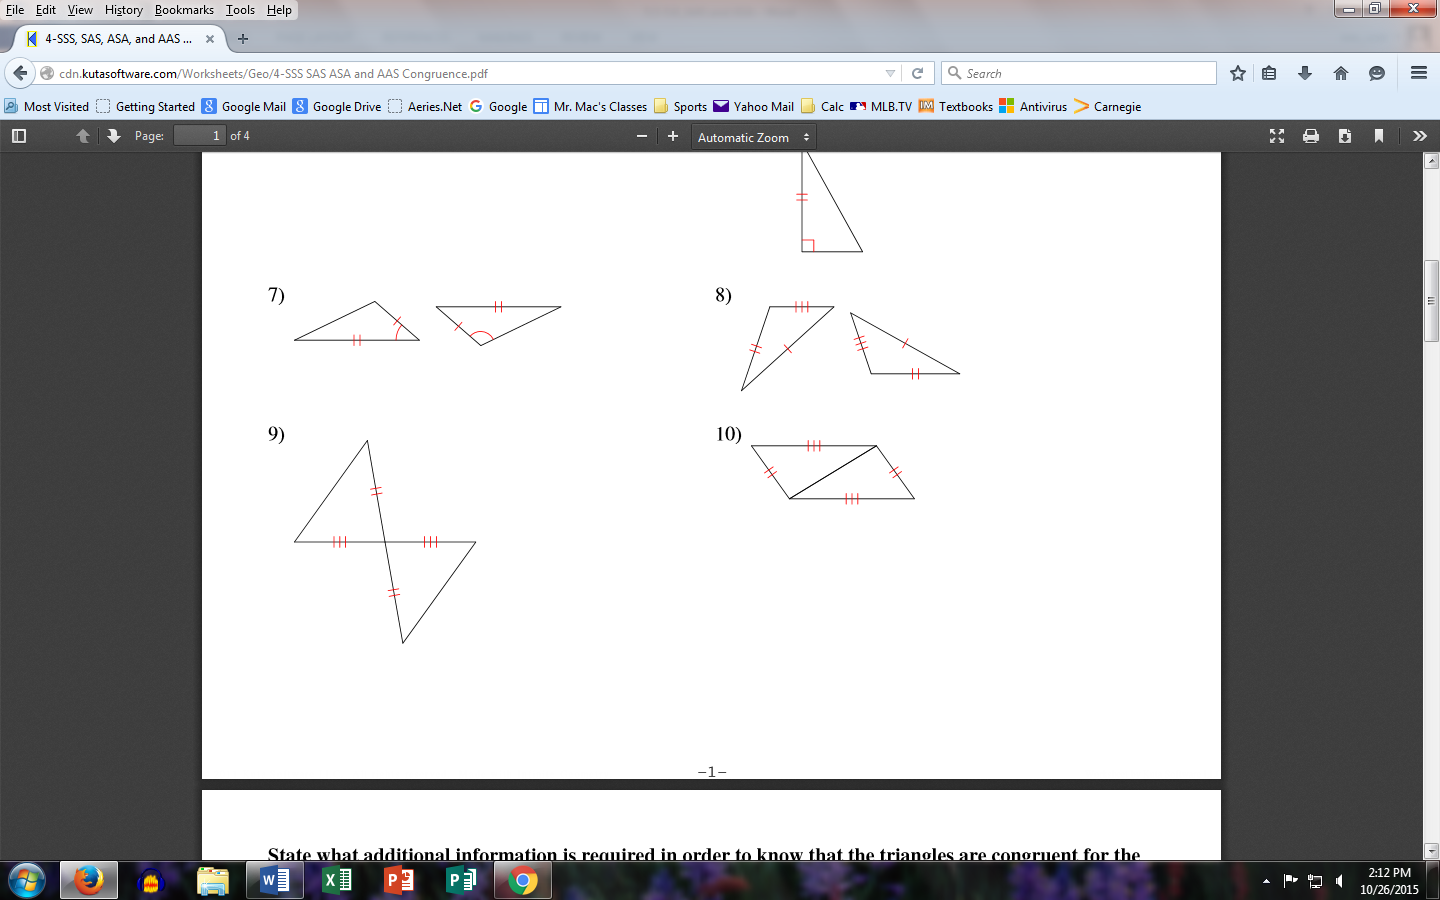 File Edit View History Bookmarks Tools Help
4-SSS, SAS, ASA, and AAS ...
cdn.kutasoftware.com/Worksheets/Geo/4-SSS SAS ASA and AAS Congruence.pdf
Search
Most Visited Getting Started Google Mail Google Drive Aeries.Net Google Mr. Mac's Classes Sports Yahoo Mail Calc MLB.TV Textbooks Antivirus Carnegie
Page: 1 of 4 Automatic Zoom
7) 8)
9) 10)
-1-
State what additional information is required in order to know that the triangles are congruent for the
2:12 PM
10/26/2015